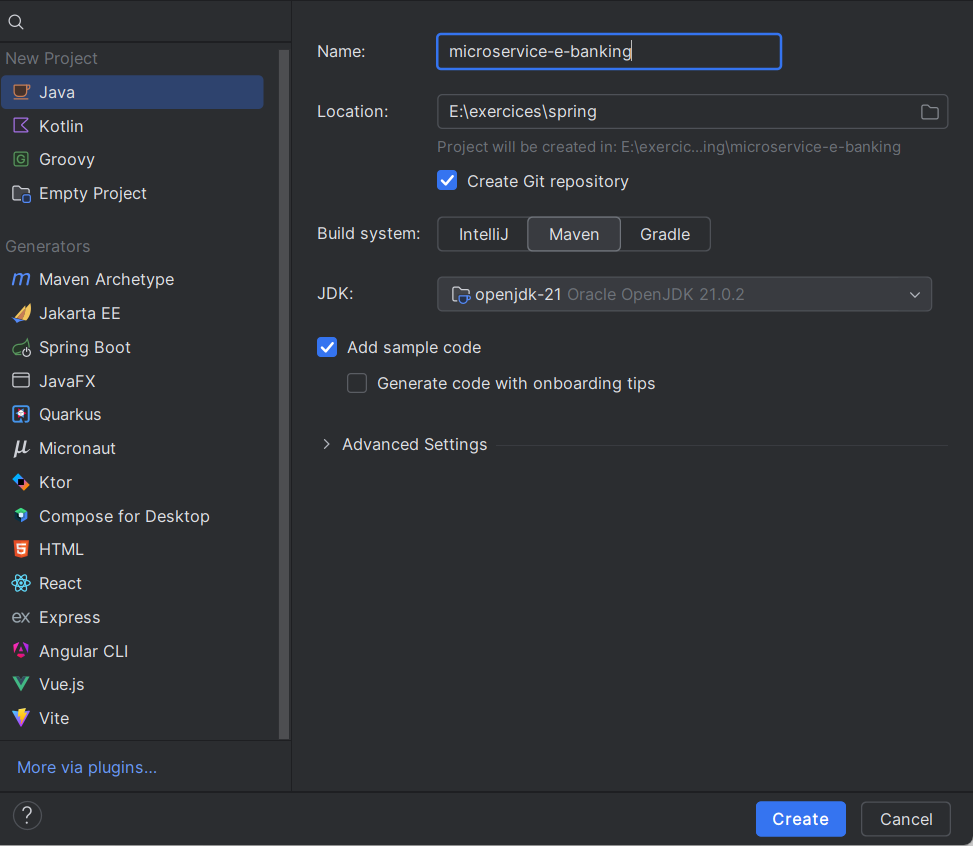 New Project
Java
Kotlin
Groovy
Empty Project
Generators
Maven Archetype
Jakarta EE
Spring Boot
JavaFX
Quarkus
Micronaut
Ktor
Compose for Desktop
HTML
React
ex Express
Angular CLI
Vue.js
Vite
More via plugins...
Name: microservice-e-banking
Location: E:\exercices\spring
Project will be created in: E:\exercic...ing\microservice-e-banking
Create Git repository
Build system: IntelliJ Maven Gradle
JDK: openjdk-21 Oracle OpenJDK 21.0.2
Add sample code
Generate code with onboarding tips
Advanced Settings
? Create Cancel